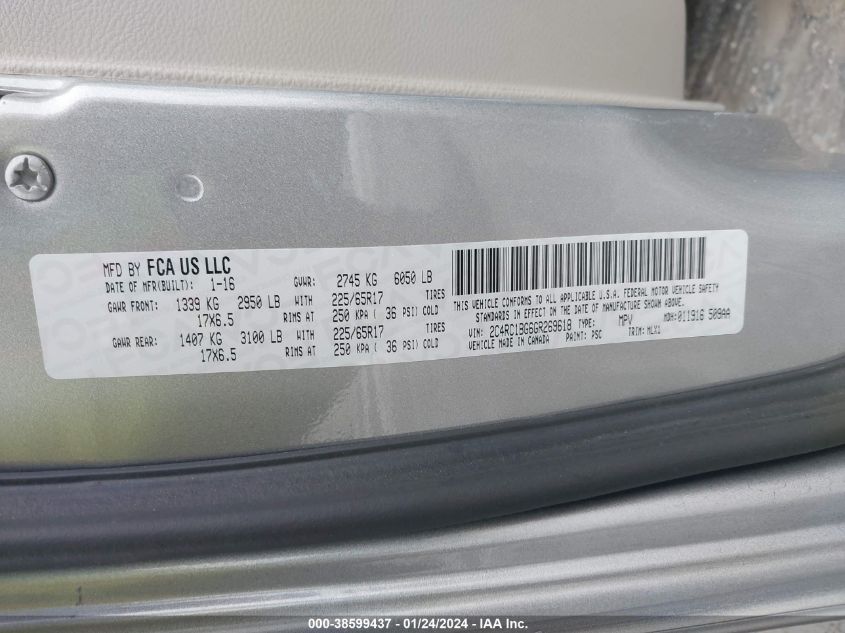 MFD BY FCA US LLC
DATE OF MFR(BUILT): 1-16 GVWR: 2745 KG 6050 LB
GAWR FRONT: 1339 KG 2950 LB WITH 225/65R17 TIRES
17X6.5 RIMS AT 250 KPA ( 36 PSI) COLD
GAWR REAR: 1407 KG 3100 LB WITH 225/65R17 TIRES
17X6.5 RIMS AT 250 KPA ( 36 PSI) COLD
THIS VEHICLE CONFORMS TO ALL APPLICABLE U.S.A. FEDERAL MOTOR VEHICLE SAFETY
STANDARDS IN EFFECT ON THE DATE OF MANUFACTURE SHOWN ABOVE.
VIN: 2C4RC1BG6GR269618 TYPE: MPV MDH: 011916 509AA
VEHICLE MADE IN CANADA PAINT: PSC TRIM: MLX1
---38599437 - 01/24/2024 - IAA Inc.